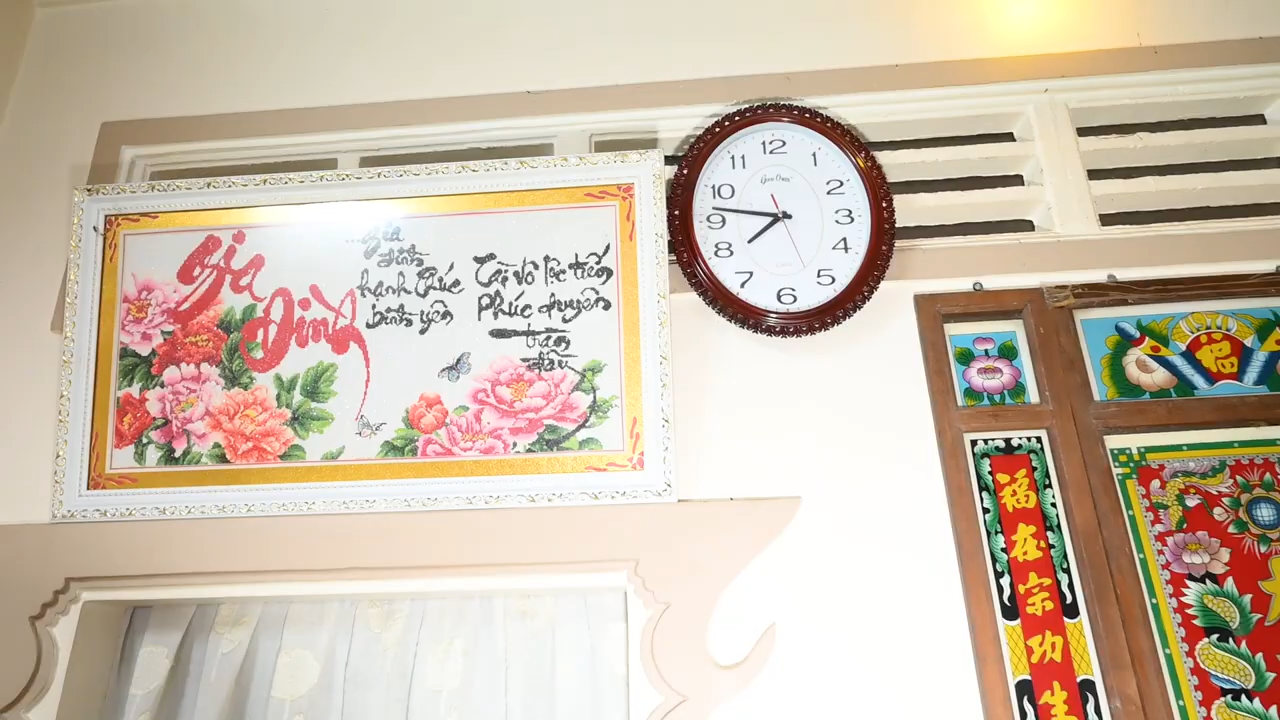 Gia
Đình
...Gia
đình
hạnh phúc
bình yên
Tài vô lộc tiến
Phúc duyên
tràn
đầy
12
11
1
10
2
9
3
8
4
7
5
6
福
福在宗功生